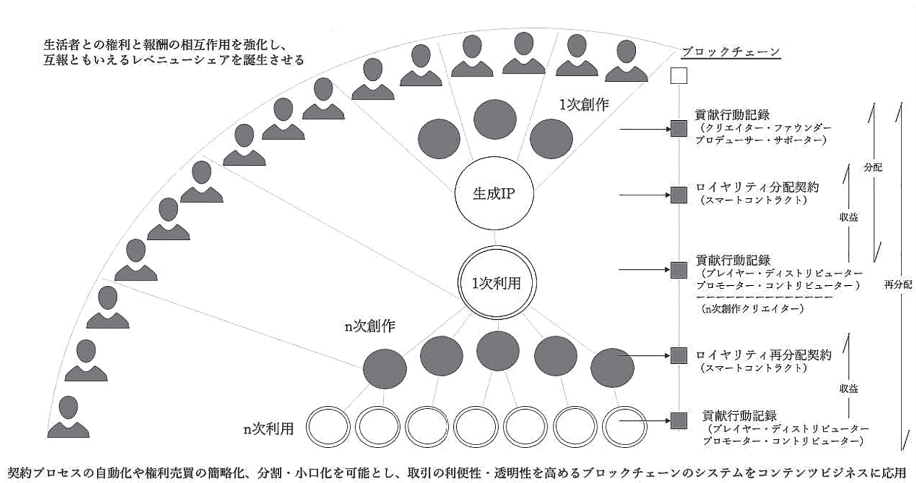 生活者との権利と報酬の相互作用を強化し、
互報ともいえるレベニューシェアを誕生させる
ブロックチェーン
1次創作
貢献行動記録
(クリエイター・ファウンダー
プロデューサー・サポーター)
分配
生成IP
ロイヤリティ分配契約
(スマートコントラクト)
収益
1次利用
貢献行動記録
(プレイヤー・ディストリビューター
プロモーター・コントリビューター)
(n次創作クリエイター)
再分配
n次創作
ロイヤリティ再分配契約
(スマートコントラクト)
収益
n次利用
貢献行動記録
(プレイヤー・ディストリビューター
プロモーター・コントリビューター)
契約プロセスの自動化や権利売買の簡略化、分割・小口化を可能とし、取引の利便性・透明性を高めるブロックチェーンのシステムをコンテンツビジネスに応用